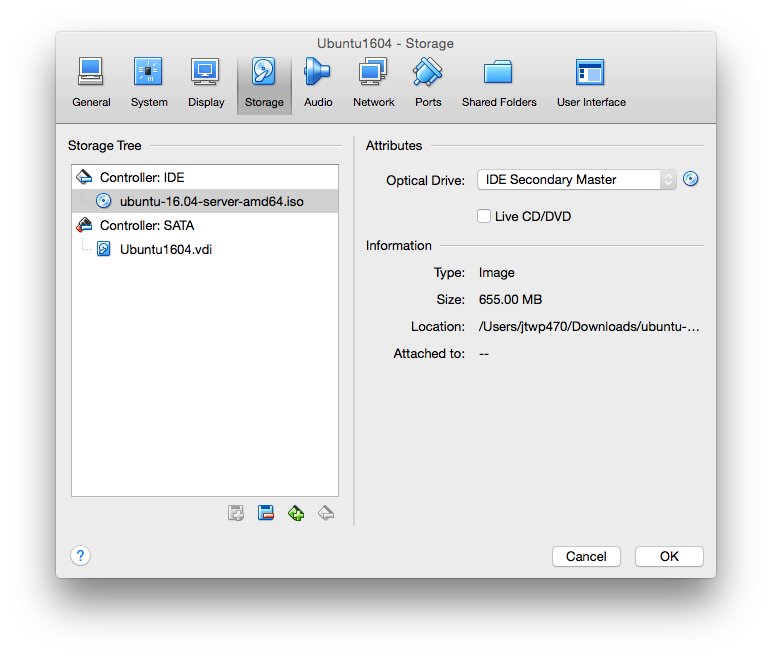 Ubuntu1604 - Storage
General System Display Storage Audio Network Ports Shared Folders User Interface
Storage Tree
Controller: IDE
ubuntu-16.04-server-amd64.iso
Controller: SATA
Ubuntu1604.vdi
Attributes
Optical Drive: IDE Secondary Master
Live CD/DVD
Information
Type: Image
Size: 655.00 MB
Location: /Users/jtwp470/Downloads/ubuntu-...
Attached to: --
?
Cancel OK